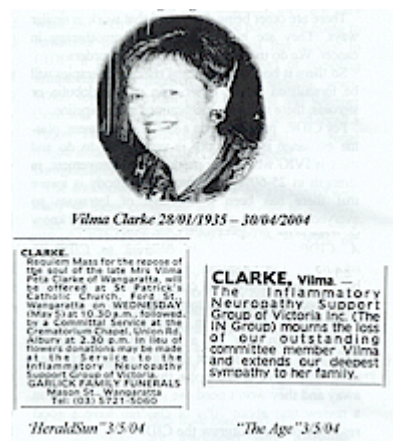 Vilma Clarke 28/01/1935 – 30/04/2004
CLARKE.
Requiem Mass for the repose of
the soul of the late Mrs Vilma
Peta Clarke of Wangaratta, will
be offered at St Patrick's
Catholic Church, Ford St.,
Wangaratta on WEDNESDAY
(May 5) at 10.30 a.m., followed
by a Committal Service at the
Crematorium Chapel, Union Rd,
Albury at 2.30 p.m. In lieu of
flowers donations may be made
at the Service to the
Inflammatory Neuropathy
Support Group of Victoria.
GARLICK FAMILY FUNERALS
Mason St., Wangaratta
Tel: (03) 5721-5060
"HeraldSun" 3/5/04
CLARKE, Vilma. —
The Inflammatory
Neuropathy Support
Group of Victoria Inc. (The
IN Group) mourns the loss
of our outstanding
committee member Vilma
and extends our deepest
sympathy to her family.
"The Age" 3/5/04